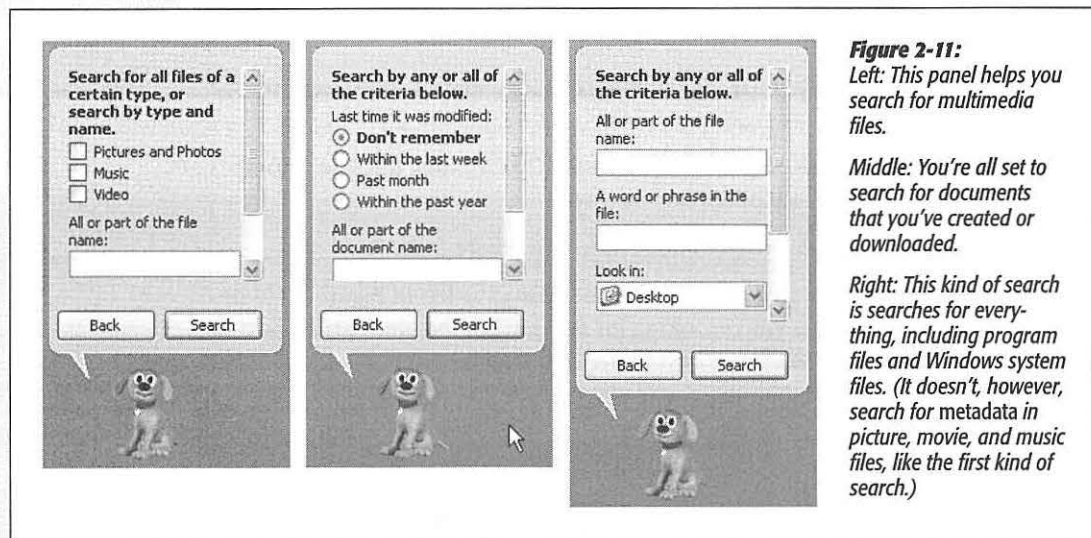 Search for all files of a
certain type, or
search by type and
name.
Pictures and Photos
Music
Video
All or part of the file
name:
Back
Search
Search by any or all of
the criteria below.
Last time it was modified:
Don't remember
Within the last week
Past month
Within the past year
All or part of the
document name:
Back
Search
Search by any or all of
the criteria below.
All or part of the file
name:
A word or phrase in the
file:
Look in:
Desktop
Back
Search
Figure 2-11:
Left: This panel helps you
search for multimedia
files.
Middle: You're all set to
search for documents
that you've created or
downloaded.
Right: This kind of search
is searches for every-
thing, including program
files and Windows system
files. (It doesn't, however,
search for metadata in
picture, movie, and music
files, like the first kind of
search.)